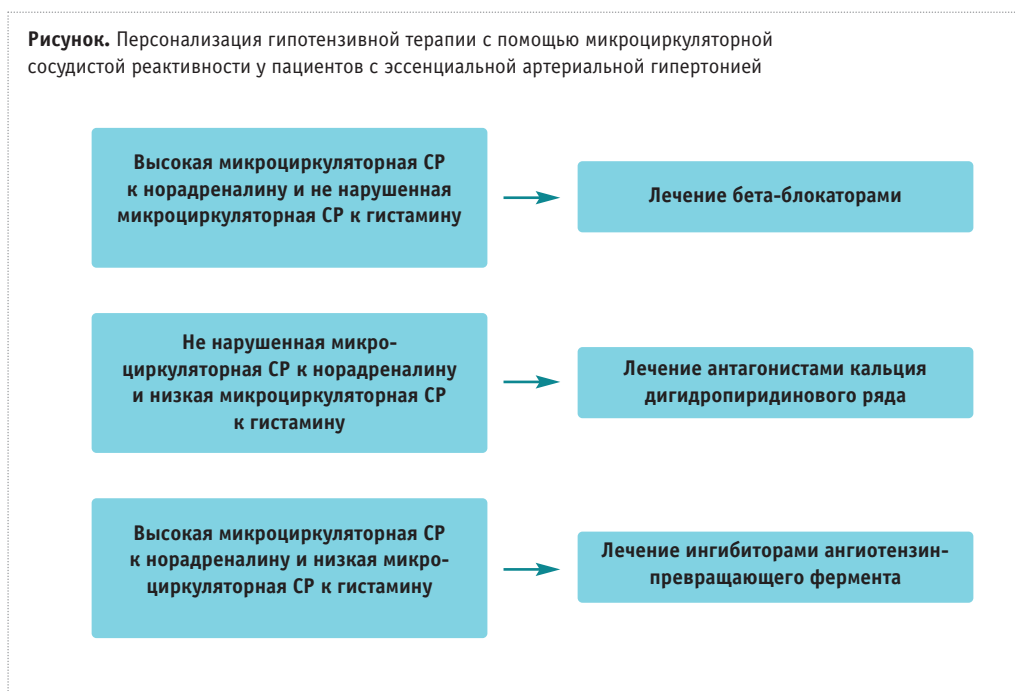 Рисунок. Персонализация гипотензивной терапии с помощью микроциркуляторной
сосудистой реактивности у пациентов с эссенциальной артериальной гипертонией
Высокая микроциркуляторная СР
к норадреналину и не нарушенная
микроциркуляторная СР к гистамину
Лечение бета-блокаторами
Не нарушенная микро-
циркуляторная СР к норадреналину
и низкая микроциркуляторная СР
к гистамину
Лечение антагонистами кальция
дигидропиридинового ряда
Высокая микроциркуляторная СР
к норадреналину и низкая микро-
циркуляторная СР к гистамину
Лечение ингибиторами ангиотензин-
превращающего фермента